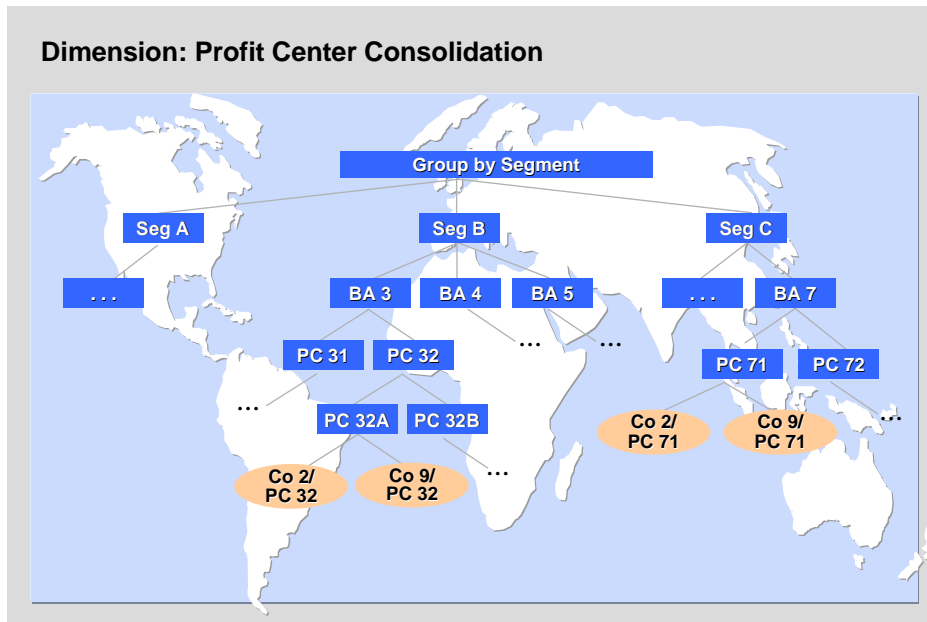 Dimension: Profit Center Consolidation
Group by Segment
Seg A
Seg B
Seg C
. . .
BA 3
BA 4
BA 5
. . .
BA 7
PC 31
PC 32
...
...
PC 71
PC 72
...
PC 32A
PC 32B
Co 2/
PC 71
Co 9/
PC 71
...
Co 2/
PC 32
Co 9/
PC 32
...